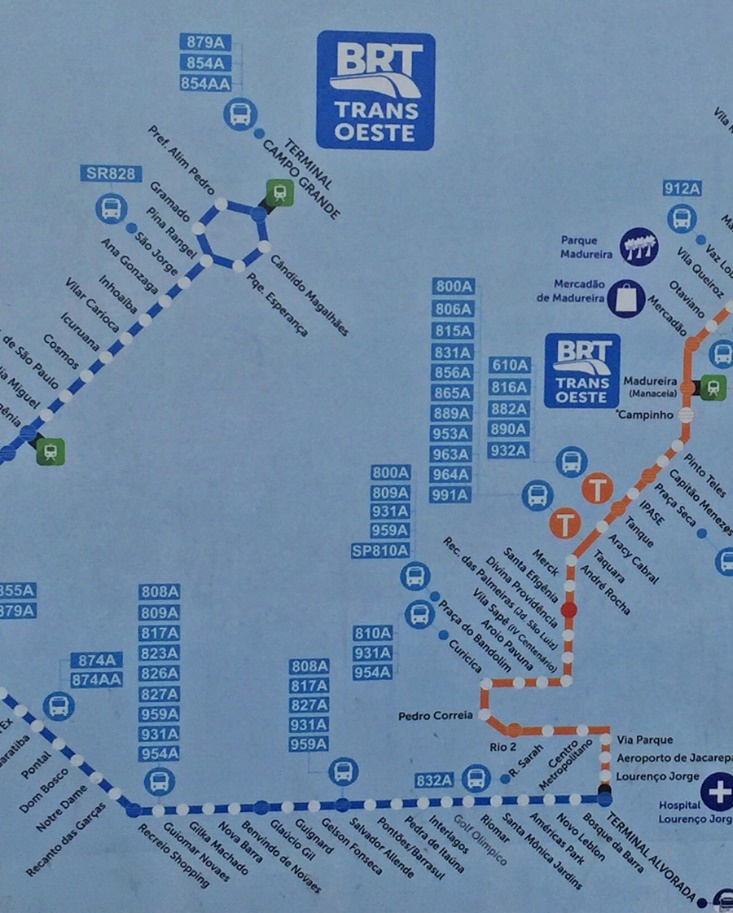 879A
854A
854AA
BRT
TRANS
OESTE
TERMINAL
CAMPO GRANDE
Pref. Alim Pedro
SR828
Gramado
Pina Rangel
São Jorge
Ana Gonzaga
Inhoaíba
Vilar Carioca
Icuruana
Cosmos
de São Paulo
Miguel
Cândido Magalhães
Pqe. Esperança
912A
Parque
Madureira
Mercadão
de Madureira
Vaz Lob
Vila Queiroz
Otaviano
Mercadão
BRT
TRANS
OESTE
Madureira
(Manaceia)
Campinho
Pinto Teles
Capitão Menezes
Praça Seca
IPASE
Tanque
Aracy Cabral
Taquara
André Rocha
800A
806A
815A
831A
856A
865A
889A
953A
963A
964A
991A
610A
816A
882A
890A
932A
T
T
800A
809A
931A
959A
SP810A
Merck
Santa Efigênia
Divina Providência
Rec. das Palmeiras (Jd. São Luiz)
Vila Sapê (IV Centenário)
Aroio Pavuna
Praça do Bandolim
Curicica
810A
931A
954A
Pedro Correia
Rio 2
R. Sarah
Centro
Metropolitano
Via Parque
Aeroporto de Jacarepa
Lourenço Jorge
Hospital
Lourenço Jorg
TERMINAL ALVORADA
855A
879A
874A
874AA
808A
809A
817A
823A
826A
827A
959A
931A
954A
808A
817A
827A
931A
959A
832A
Pontal
Dom Bosco
Notre Dame
Recanto das Garças
Recreio Shopping
Guiomar Novaes
Gilka Machado
Nova Barra
Benvindo de Novaes
Gláucio Gil
Guignard
Gelson Fonseca
Salvador Allende
Pontões/Barrasul
Pedra de Itaúna
Interlagos
Golf Olímpico
Riomar
Santa Mônica Jardins
Américas Park
Novo Leblon
Bosque da Barra